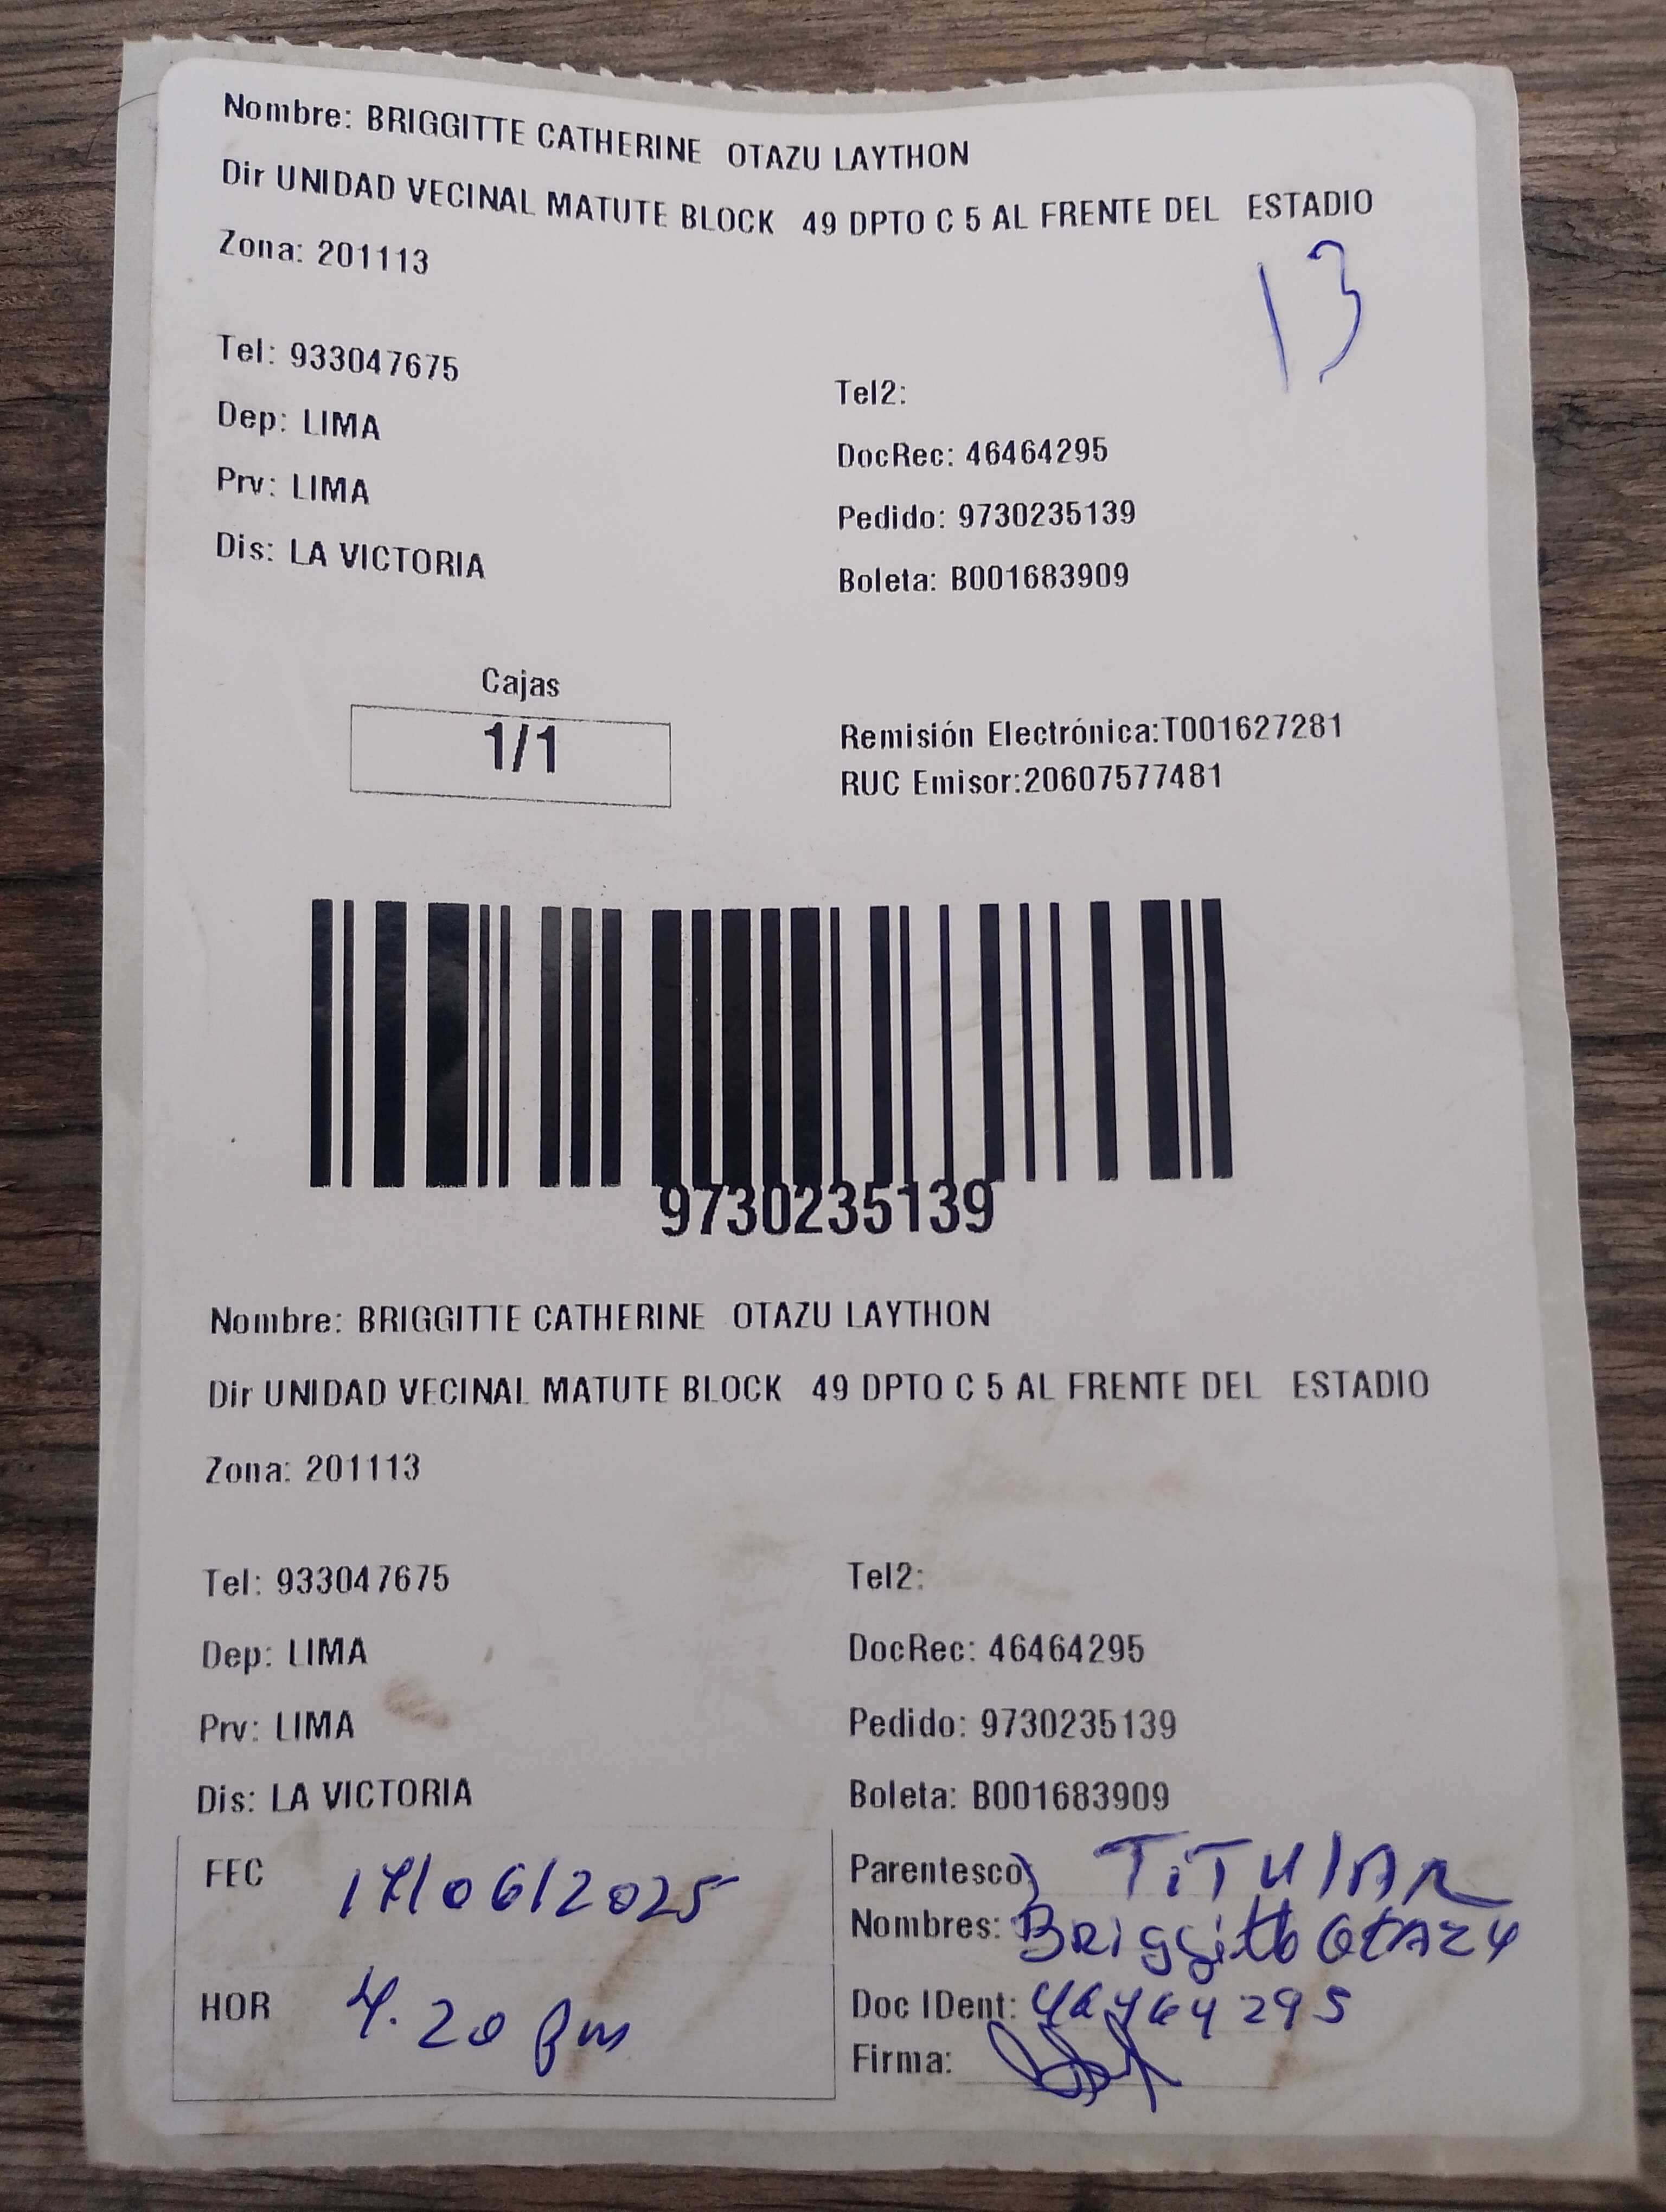 Nombre: BRIGGITTE CATHERINE OTAZU LAYTHON
Dir UNIDAD VECINAL MATUTE BLOCK 49 DPTO C 5 AL FRENTE DEL ESTADIO
Zona: 201113
13
Tel: 933047675
Tel2:
Dep: LIMA
DocRec: 46464295
Prv: LIMA
Pedido: 9730235139
Dis: LA VICTORIA
Boleta: B001683909
Cajas
1/1
Remisión Electrónica:T001627281
RUC Emisor:20607577481
9730235139
Nombre: BRIGGITTE CATHERINE OTAZU LAYTHON
Dir UNIDAD VECINAL MATUTE BLOCK 49 DPTO C 5 AL FRENTE DEL ESTADIO
Zona: 201113
Tel: 933047675
Tel2:
Dep: LIMA
DocRec: 46464295
Prv: LIMA
Pedido: 9730235139
Dis: LA VICTORIA
Boleta: B001683909
FEC 17/06/2025
Parentesco) TiTULAR
Nombres: Briggitte OTAZU
HOR 4.20 pm
Doc IDent: 46464295
Firma: